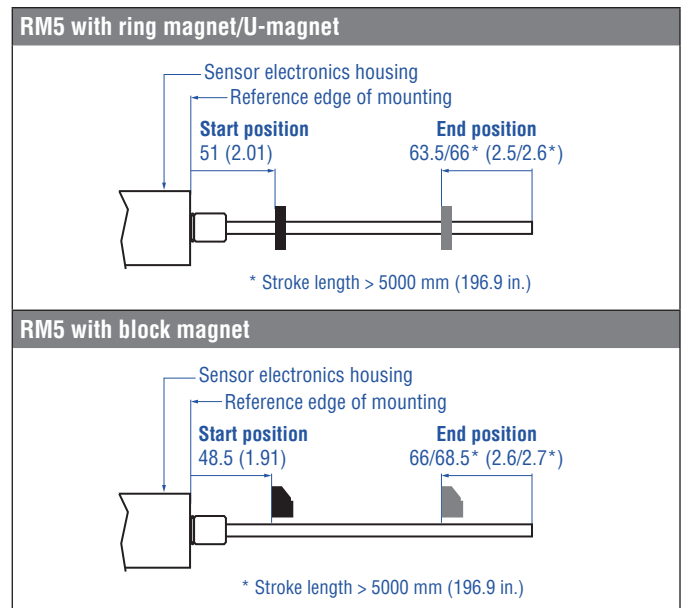 RM5 with ring magnet/U-magnet
Sensor electronics housing
Reference edge of mounting
Start position End position
51 (2.01) 63.5/66* (2.5/2.6*)
* Stroke length > 5000 mm (196.9 in.)
RM5 with block magnet
Sensor electronics housing
Reference edge of mounting
Start position End position
48.5 (1.91) 66/68.5* (2.6/2.7*)
* Stroke length > 5000 mm (196.9 in.)